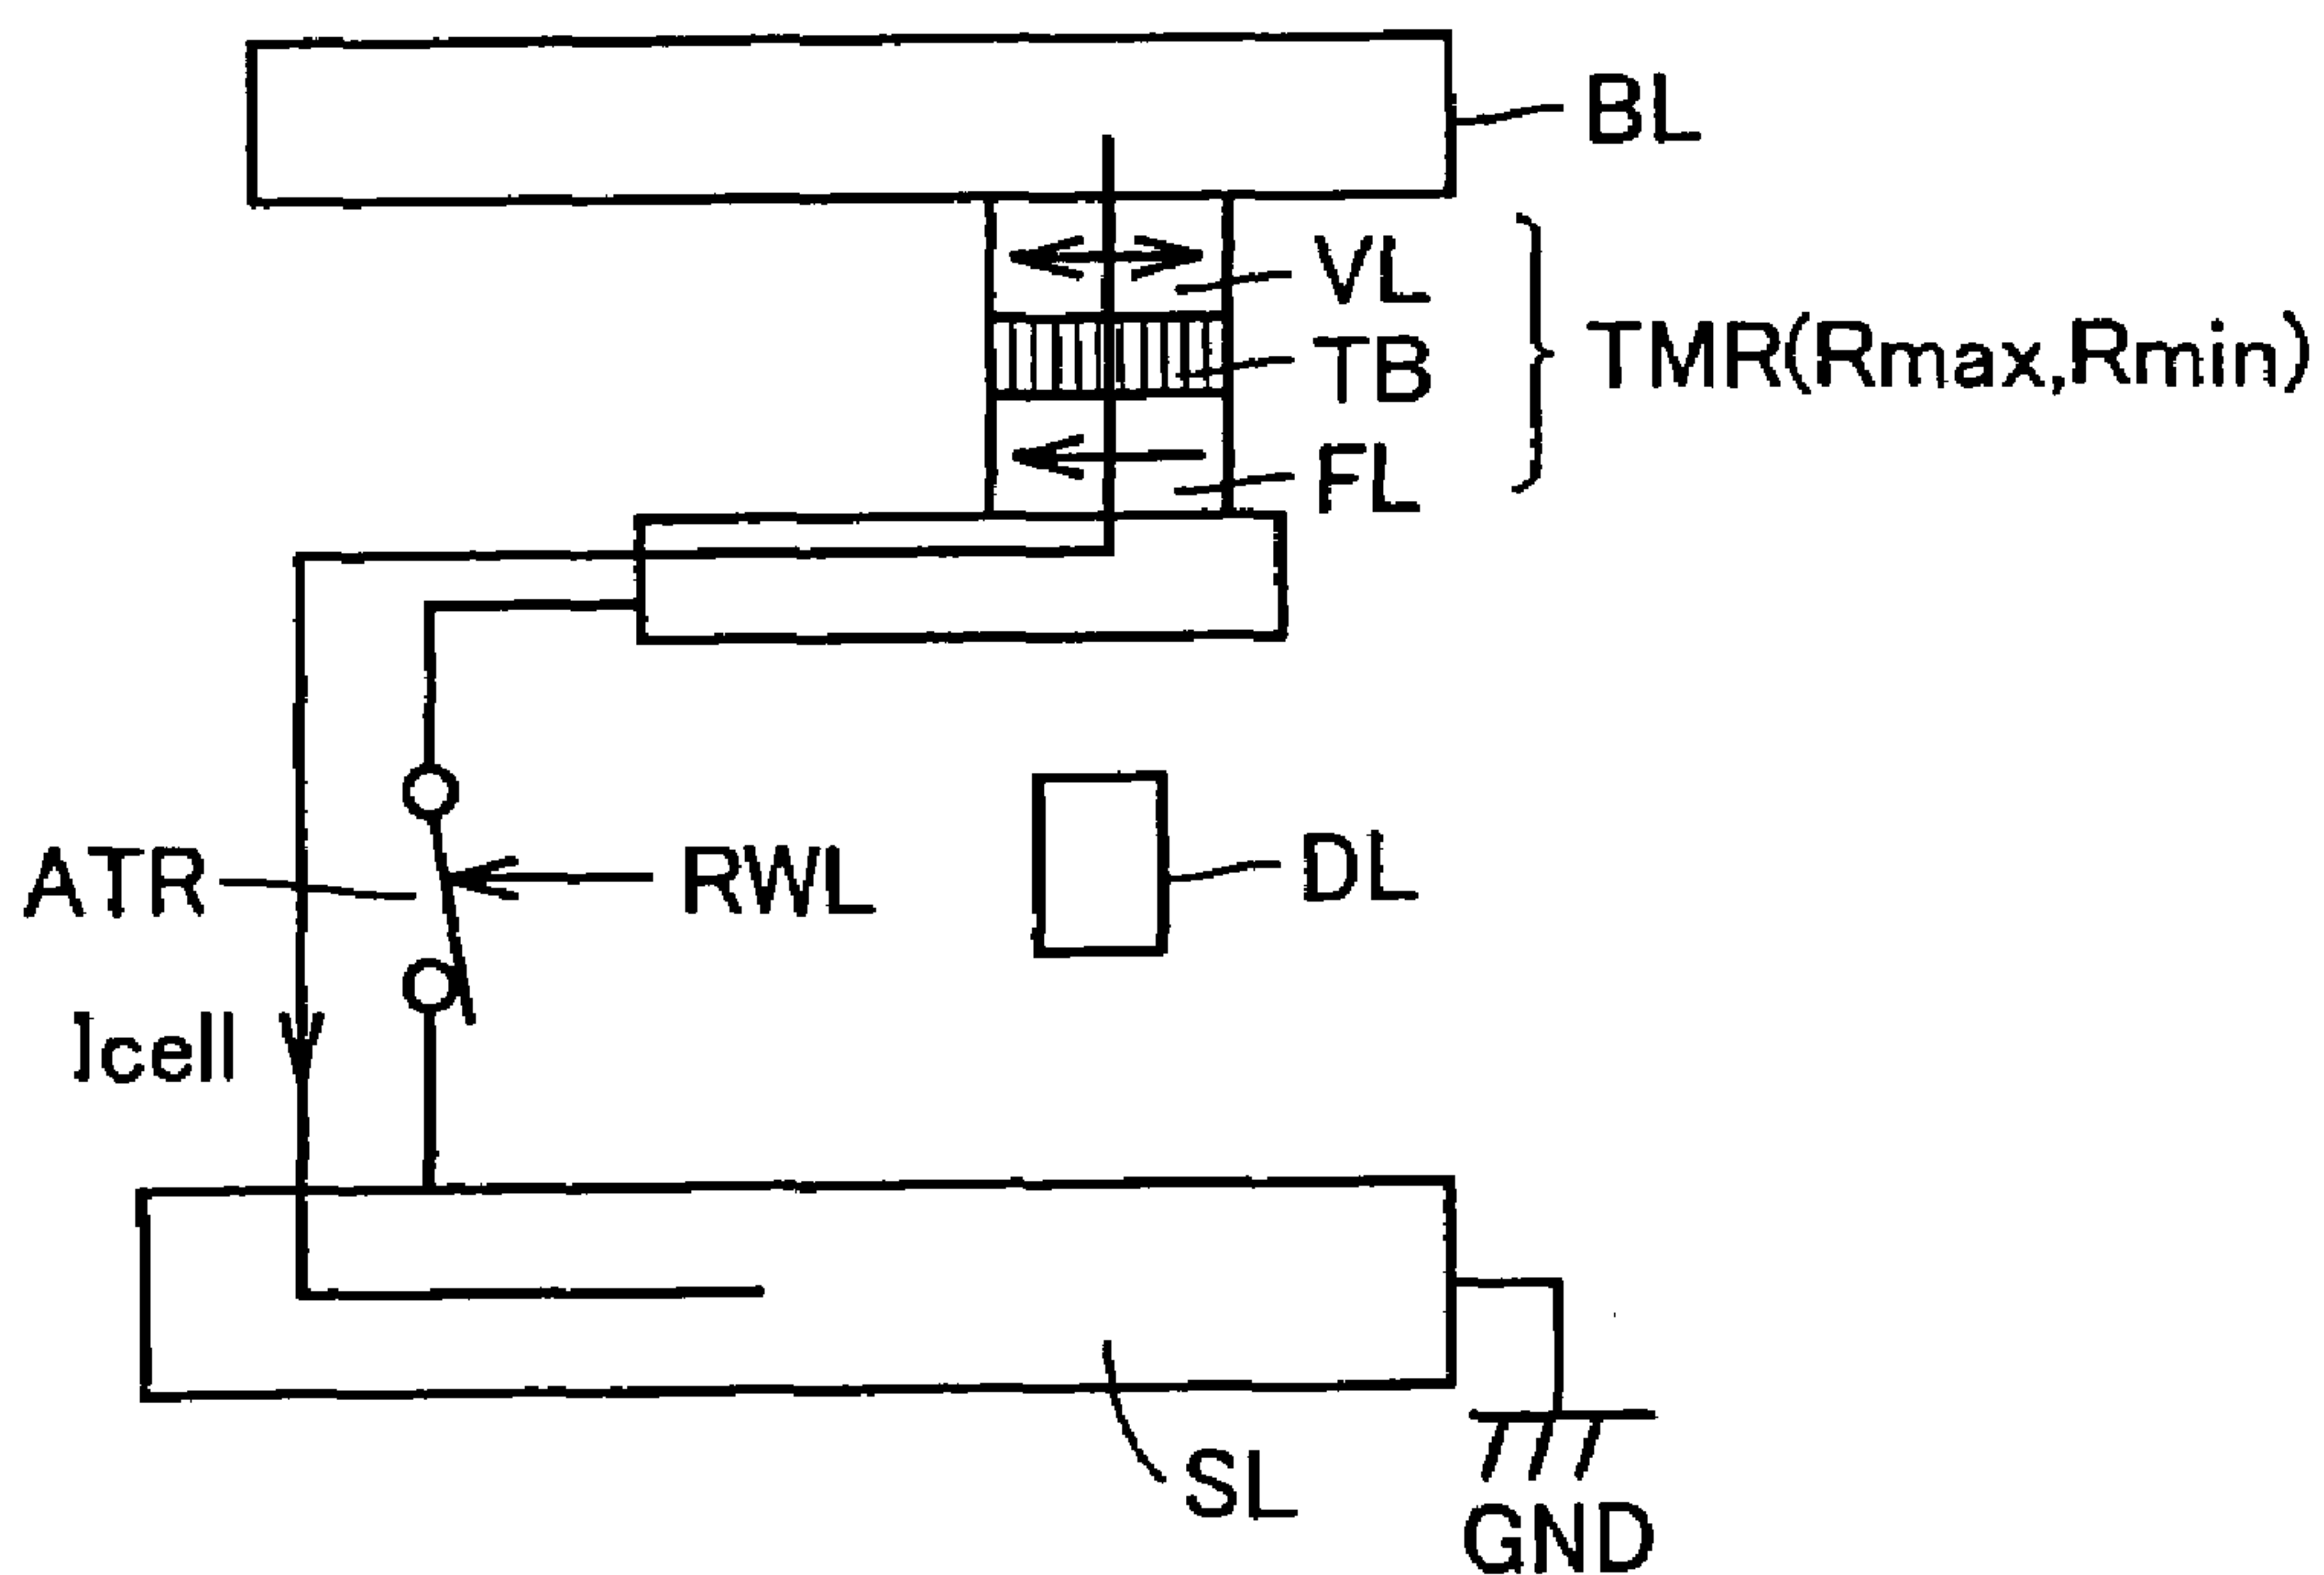 BL
VL
TB
TMR(Rmax,Rmin)
FL
ATR
RWL
DL
Icell
SL
GND